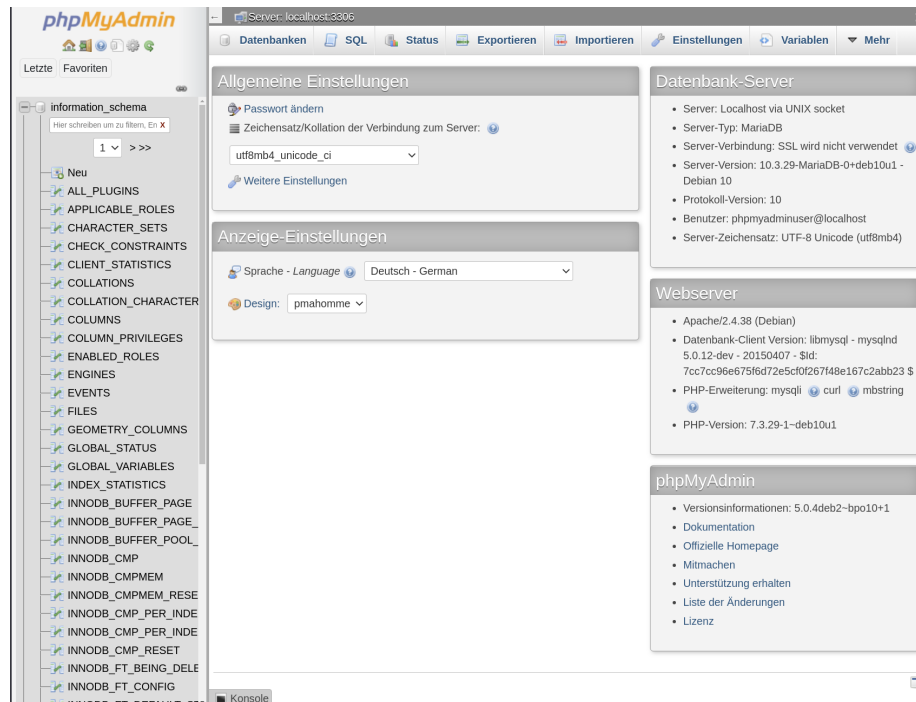 phpMyAdmin
Letzte Favoriten
information_schema
Hier schreiben um zu filtern, En X
1 > >>
Neu
ALL_PLUGINS
APPLICABLE_ROLES
CHARACTER_SETS
CHECK_CONSTRAINTS
CLIENT_STATISTICS
COLLATIONS
COLLATION_CHARACTER
COLUMNS
COLUMN_PRIVILEGES
ENABLED_ROLES
ENGINES
EVENTS
FILES
GEOMETRY_COLUMNS
GLOBAL_STATUS
GLOBAL_VARIABLES
INDEX_STATISTICS
INNODB_BUFFER_PAGE
INNODB_BUFFER_PAGE_
INNODB_BUFFER_POOL_
INNODB_CMP
INNODB_CMPMEM
INNODB_CMPMEM_RESE
INNODB_CMP_PER_INDE
INNODB_CMP_PER_INDE
INNODB_CMP_RESET
INNODB_FT_BEING_DELE
INNODB_FT_CONFIG
← Server: localhost:3306
Datenbanken SQL Status Exportieren Importieren Einstellungen Variablen Mehr
Allgemeine Einstellungen
Passwort ändern
Zeichensatz/Kollation der Verbindung zum Server:
utf8mb4_unicode_ci
Weitere Einstellungen
Anzeige-Einstellungen
Sprache - Language Deutsch - German
Design: pmahomme
Datenbank-Server
• Server: Localhost via UNIX socket
• Server-Typ: MariaDB
• Server-Verbindung: SSL wird nicht verwendet
• Server-Version: 10.3.29-MariaDB-0+deb10u1 -
Debian 10
• Protokoll-Version: 10
• Benutzer: phpmyadminuser@localhost
• Server-Zeichensatz: UTF-8 Unicode (utf8mb4)
Webserver
• Apache/2.4.38 (Debian)
• Datenbank-Client Version: libmysql - mysqlnd
5.0.12-dev - 20150407 - $Id:
7cc7cc96e675f6d72e5cf0f267f48e167c2abb23 $
• PHP-Erweiterung: mysqli curl mbstring
• PHP-Version: 7.3.29-1~deb10u1
phpMyAdmin
• Versionsinformationen: 5.0.4deb2~bpo10+1
• Dokumentation
• Offizielle Homepage
• Mitmachen
• Unterstützung erhalten
• Liste der Änderungen
• Lizenz
Konsole